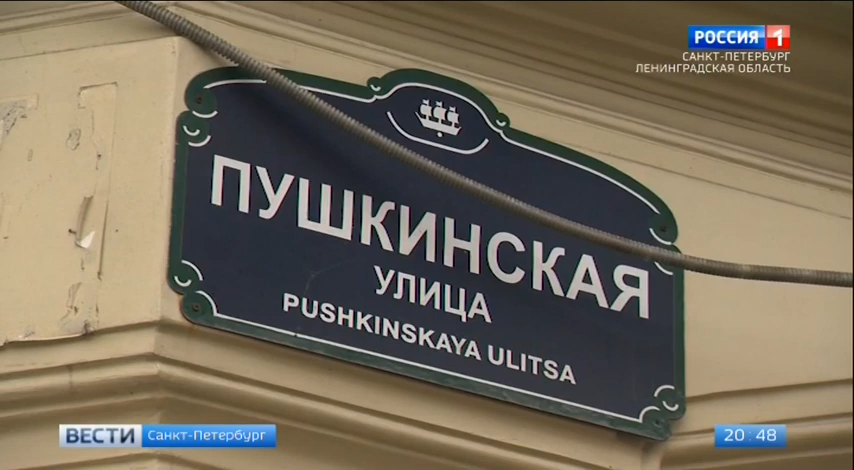 РОССИЯ 1
САНКТ-ПЕТЕРБУРГ
ЛЕНИНГРАДСКАЯ ОБЛАСТЬ
ПУШКИНСКАЯ
УЛИЦА
PUSHKINSKAYA ULITSA
ВЕСТИ Санкт-Петербург
20:48